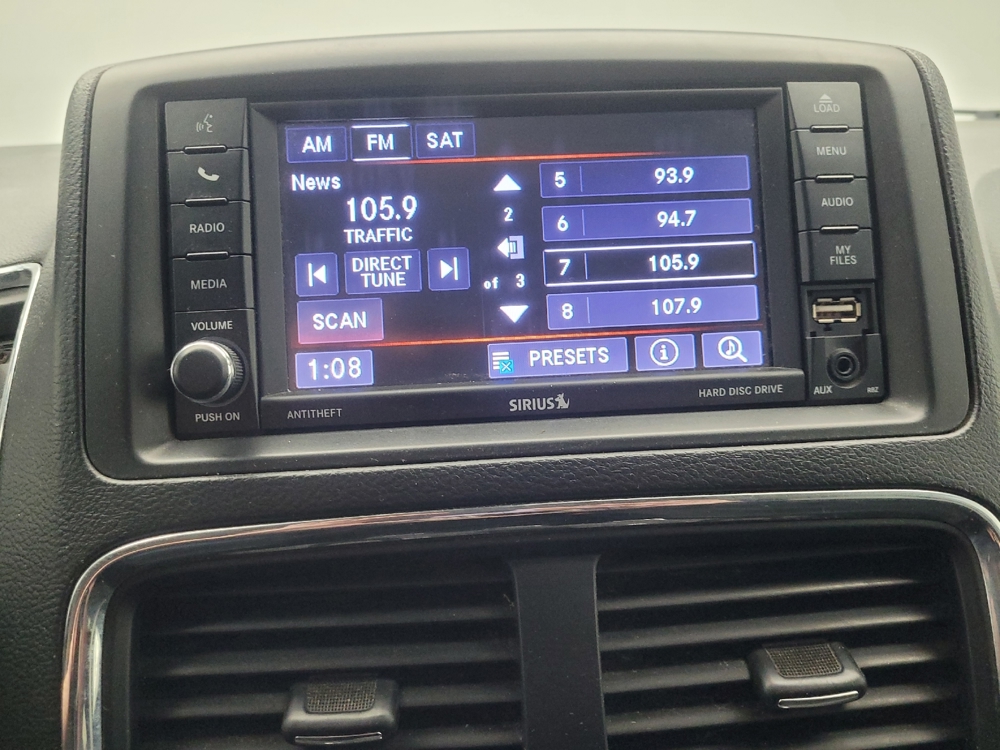 AM FM SAT
News
105.9
TRAFFIC
DIRECT
TUNE
SCAN
1:08
2
of 3
5 93.9
6 94.7
7 105.9
8 107.9
PRESETS
i
RADIO
MEDIA
VOLUME
PUSH ON
LOAD
MENU
AUDIO
MY
FILES
AUX RBZ
ANTITHEFT
SIRIUS
HARD DISC DRIVE